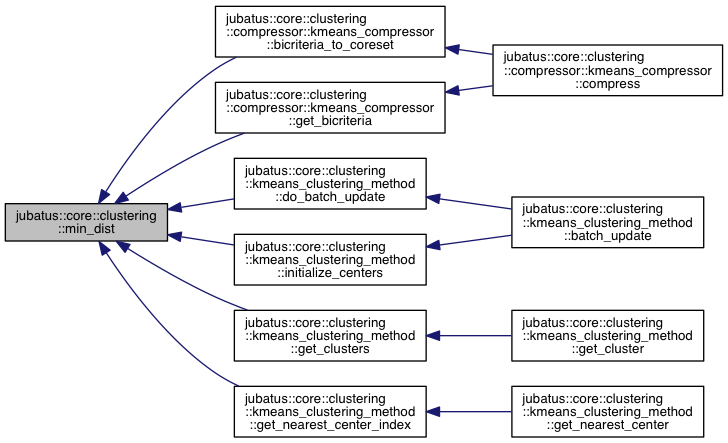 jubatus::core::clustering
::min_dist
jubatus::core::clustering
::compressor::kmeans_compressor
::bicriteria_to_coreset
jubatus::core::clustering
::compressor::kmeans_compressor
::compress
jubatus::core::clustering
::compressor::kmeans_compressor
::get_bicriteria
jubatus::core::clustering
::kmeans_clustering_method
::do_batch_update
jubatus::core::clustering
::kmeans_clustering_method
::batch_update
jubatus::core::clustering
::kmeans_clustering_method
::initialize_centers
jubatus::core::clustering
::kmeans_clustering_method
::get_clusters
jubatus::core::clustering
::kmeans_clustering_method
::get_cluster
jubatus::core::clustering
::kmeans_clustering_method
::get_nearest_center_index
jubatus::core::clustering
::kmeans_clustering_method
::get_nearest_center